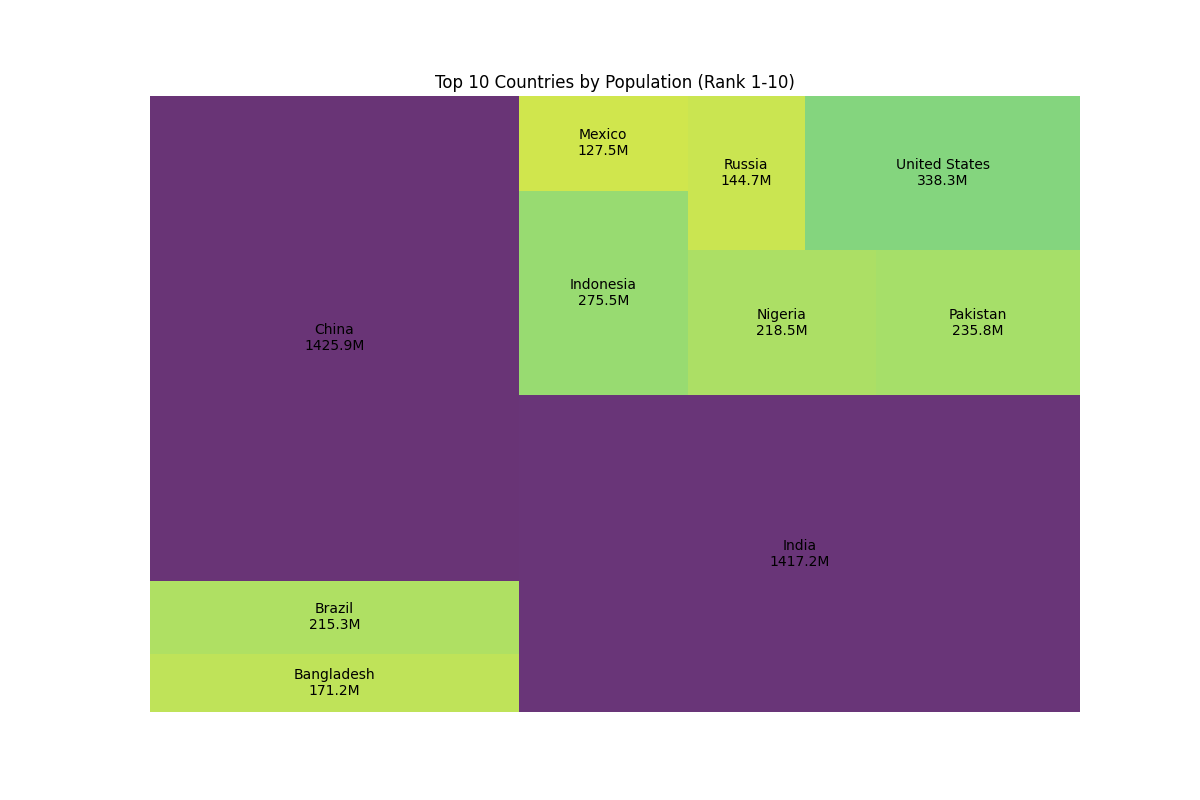 Top 10 Countries by Population (Rank 1-10)
Mexico
127.5M
Russia
144.7M
United States
338.3M
Indonesia
275.5M
Nigeria
218.5M
Pakistan
235.8M
China
1425.9M
India
1417.2M
Brazil
215.3M
Bangladesh
171.2M